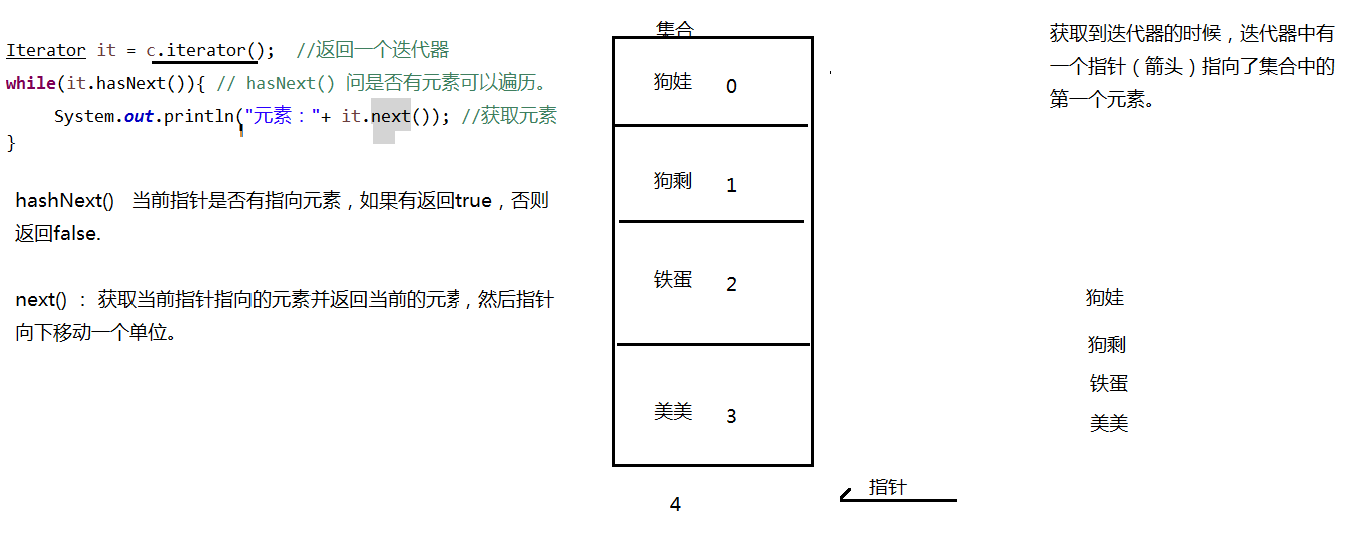 Iterator it = c.iterator();  //返回一个迭代器
while(it.hasNext()){ // hasNext() 问是否有元素可以遍历。
System.out.println("元素："+ it.next()); //获取元素
}
hashNext()   当前指针是否有指向元素，如果有返回true，否则
返回false.
next() ： 获取当前指针指向的元素并返回当前的元素，然后指针
向下移动一个单位。
集合
狗娃 0
狗剩 1
铁蛋 2
美美 3
4
指针
获取到迭代器的时候，迭代器中有
一个指针（箭头）指向了集合中的
第一个元素。
狗娃
狗剩
铁蛋
美美